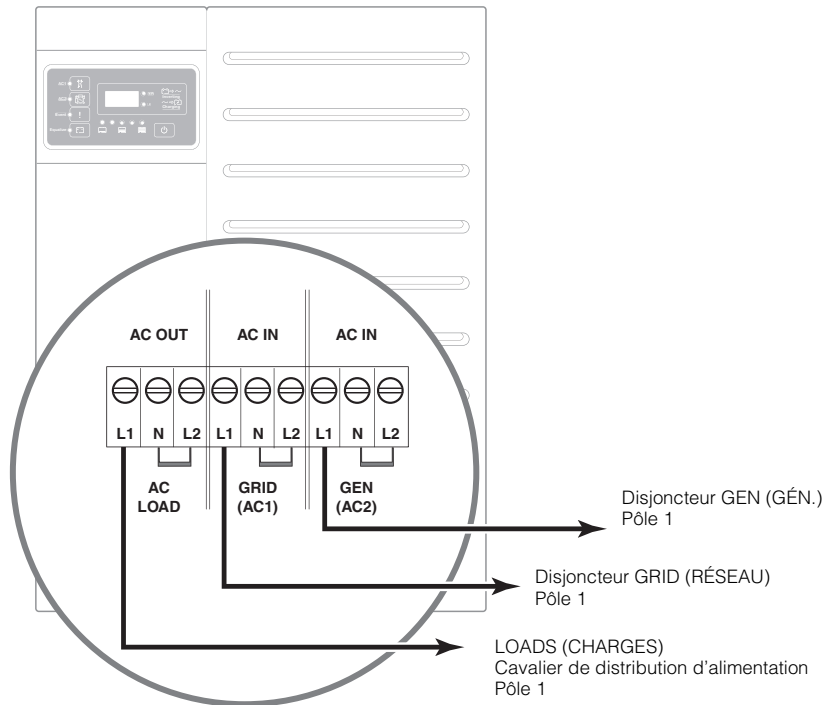 AC OUT AC IN AC IN
L1 N L2 L1 N L2 L1 N L2
AC
LOAD
GRID
(AC1)
GEN
(AC2)
Disjoncteur GEN (GÉN.)
Pôle 1
Disjoncteur GRID (RÉSEAU)
Pôle 1
LOADS (CHARGES)
Cavalier de distribution d'alimentation
Pôle 1